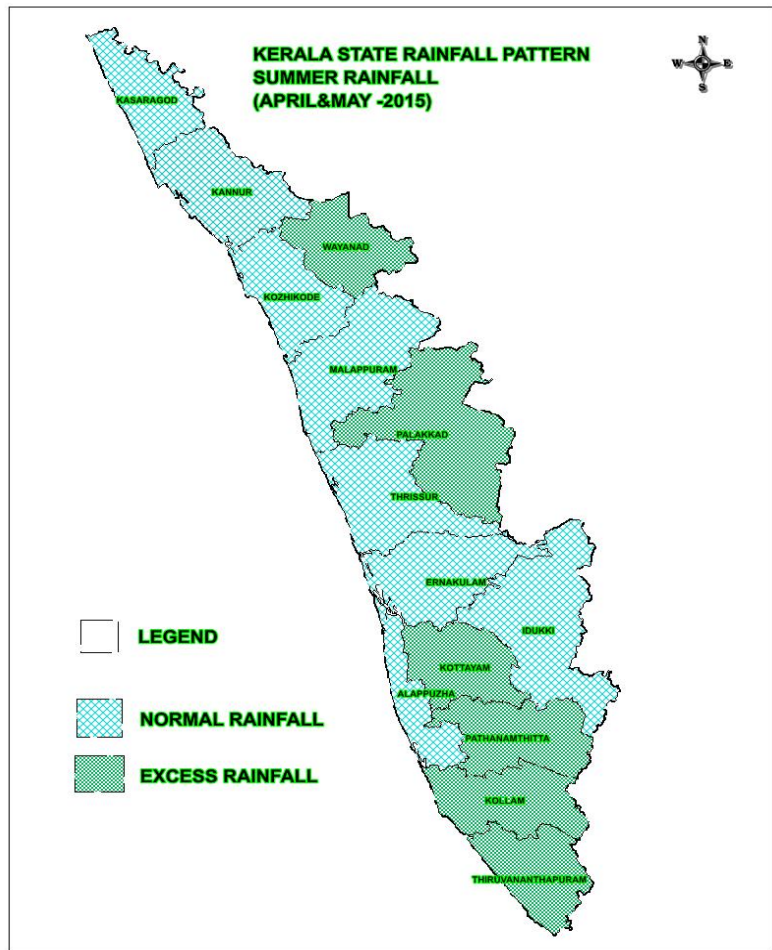 KERALA STATE RAINFALL PATTERN
SUMMER RAINFALL
(APRIL&MAY -2015)
N
W E
S
KASARAGOD
KANNUR
WAYANAD
KOZHIKODE
MALAPPURAM
PALAKKAD
THRISSUR
ERNAKULAM
IDUKKI
KOTTAYAM
ALAPPUZHA
PATHANAMTHITTA
KOLLAM
THIRUVANANTHAPURAM
LEGEND
NORMAL RAINFALL
EXCESS RAINFALL